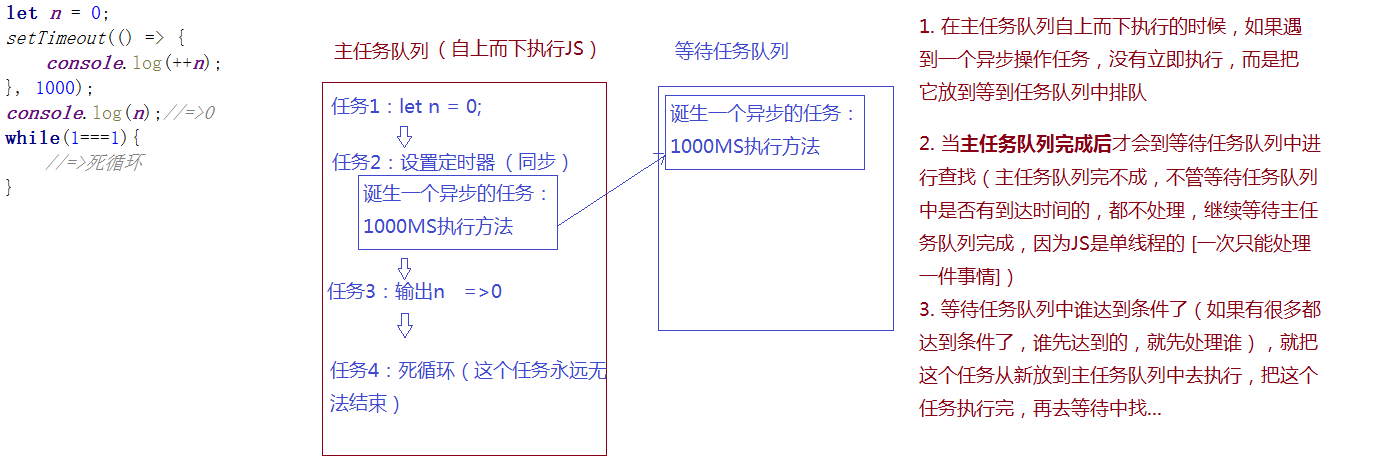 let n = 0;
setTimeout(() => {
    console.log(++n);
}, 1000);
console.log(n);//=>0
while(1===1){
    //=>死循环
}
主任务队列（自上而下执行JS）
任务1：let n = 0;
任务2：设置定时器（同步）
诞生一个异步的任务：
1000MS执行方法
任务3：输出n =>0
任务4：死循环（这个任务永远无
法结束）
等待任务队列
诞生一个异步的任务：
1000MS执行方法
1. 在主任务队列自上而下执行的时候，如果遇
到一个异步操作任务，没有立即执行，而是把
它放到等到任务队列中排队
2. 当主任务队列完成后才会到等待任务队列中进
行查找（主任务队列完不成，不管等待任务队列
中是否有到达时间的，都不处理，继续等待主任
务队列完成，因为JS是单线程的 [一次只能处理
一件事情]）
3. 等待任务队列中谁达到条件了（如果有很多都
达到条件了，谁先达到的，就先处理谁），就把
这个任务从新放到主任务队列中去执行，把这个
任务执行完，再去等待中找...